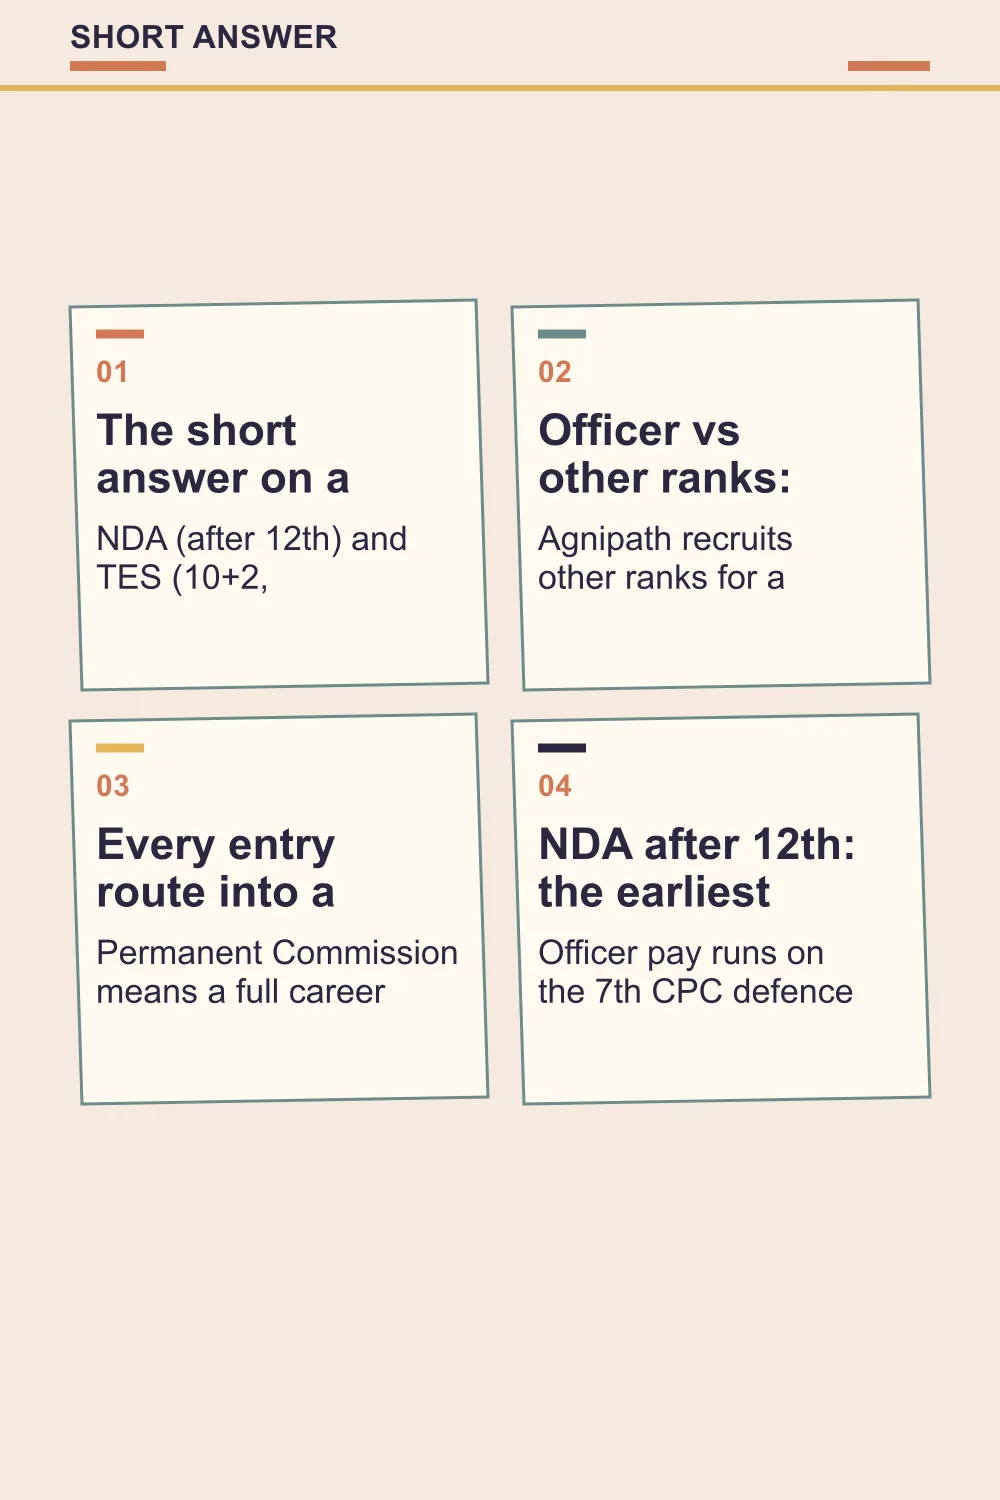 SHORT ANSWER
01
The short
answer on a
NDA (after 12th) and
TES (10+2,
02
Officer vs
other ranks:
Agnipath recruits
other ranks for a
03
Every entry
route into a
Permanent Commission
means a full career
04
NDA after 12th:
the earliest
Officer pay runs on
the 7th CPC defence